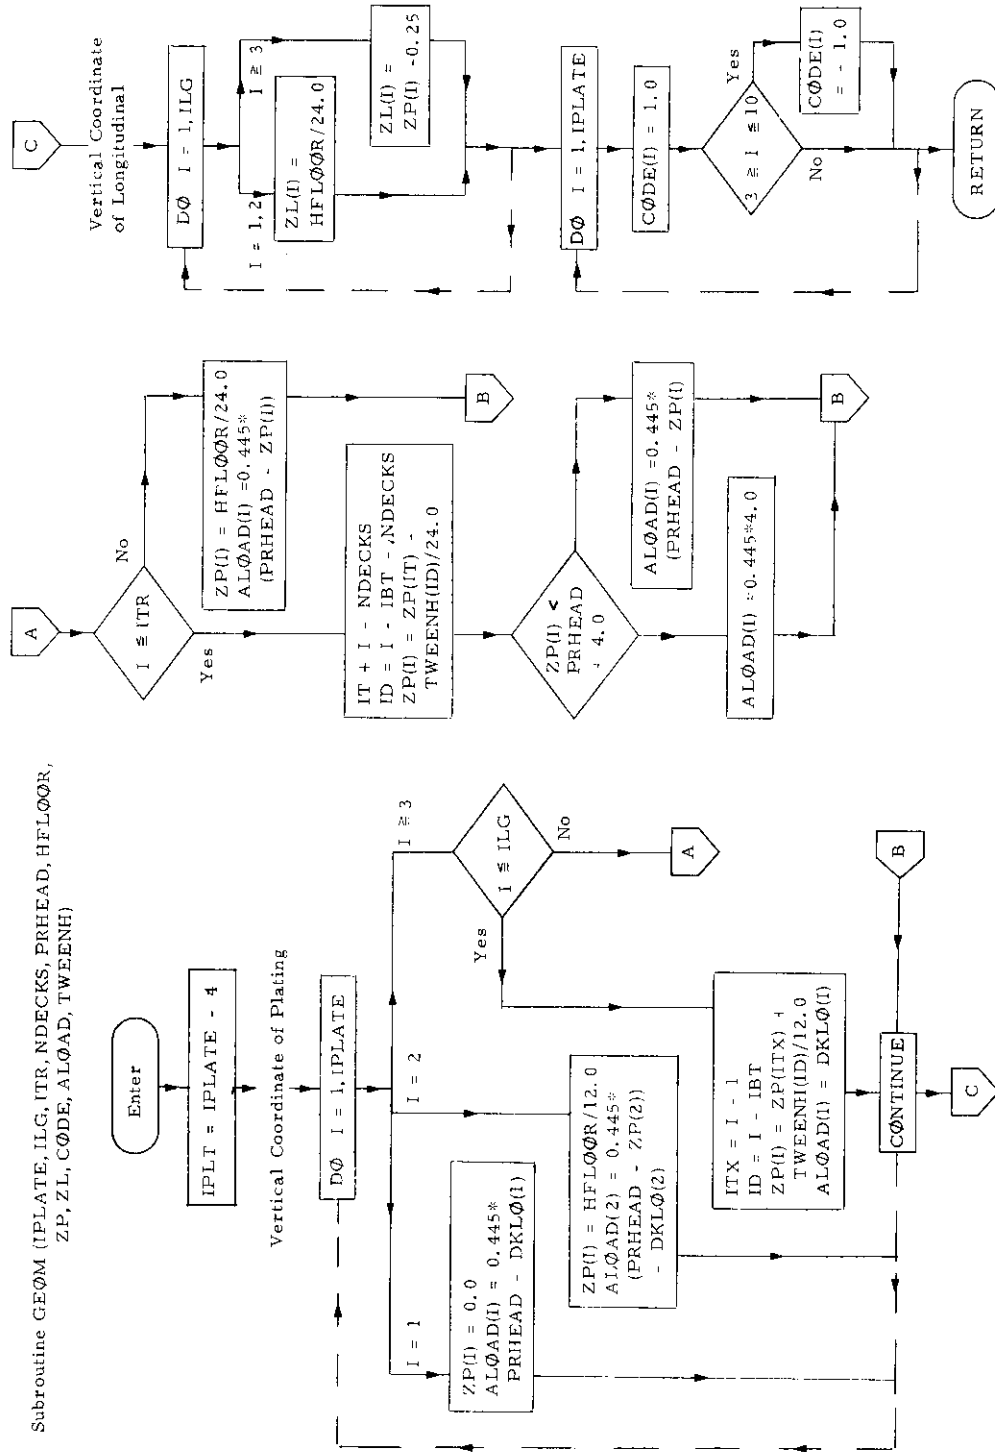 Subroutine GEØM (IPLATE, ILG, ITR, NDECKS, PRHEAD, HFLØØR,
ZP, ZL, CØDE, ALØAD, TWEENH)
Enter
IPLT = IPLATE - 4
Vertical Coordinate of Plating
DØ I = 1, IPLATE
I = 1
I = 2
I ≧ 3
ZP(I) = 0.0
ALØAD(I) = 0.445*
PRHEAD - DKLØ(1)
ZP(I) = HFLØØR/12.0
ALØAD(2) = 0.445*
(PRHEAD - ZP(2))
- DKLØ(2)
I ≦ ILG
Yes
No
A
ITX = I - 1
ID = I - IBT
ZP(I) = ZP(ITX) +
TWEENH(ID)/12.0
ALØAD(I) = DKLØ(I)
CØNTINUE
B
C
A
I ≦ ITR
No
Yes
ZP(I) = HFLØØR/24.0
ALØAD(I) =0.445*
(PRHEAD - ZP(I))
B
IT + I - NDECKS
ID = I - IBT -,NDECKS
ZP(I) = ZP(IT) -
TWEENH(ID)/24.0
ZP(I) <
PRHEAD
+ 4.0
ALØAD(I) =0.445*
(PRHEAD - ZP(I)
ALØAD(I) =0.445*4.0
B
C
Vertical Coordinate
of Longitudinal
DØ I = 1, ILG
I = 1, 2
I ≧ 3
ZL(I) =
HFLØØR/24.0
ZL(I) =
ZP(I) -0.25
DØ I = 1, IPLATE
CØDE(I) = 1.0
3 ≧ I ≦ 10
Yes
No
CØDE(I)
= - 1.0
RETURN